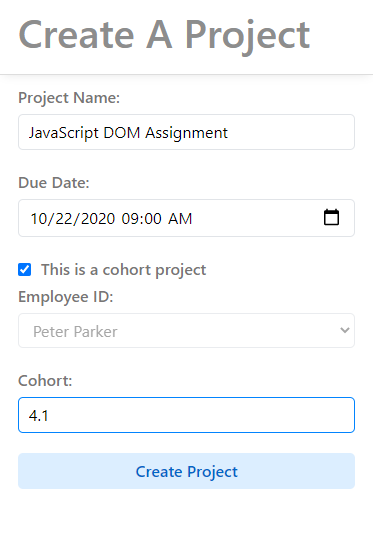 Create A Project
Project Name:
JavaScript DOM Assignment
Due Date:
10/22/2020 09:00 AM
This is a cohort project
Employee ID:
Peter Parker
Cohort:
4.1
Create Project